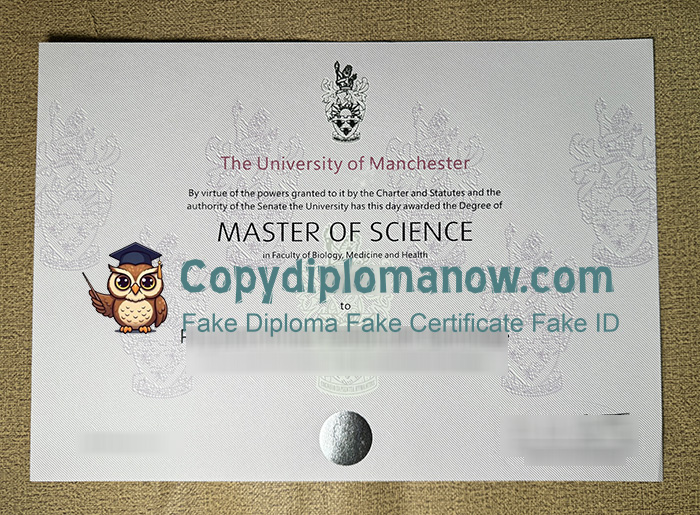 The University of Manchester
By virtue of the powers granted to it by the Charter and Statutes and the
authority of the Senate the University has this day awarded the Degree of
MASTER OF SCIENCE
in Faculty of Biology, Medicine and Health
Copydiplomanow.com
to
Fake Diploma Fake Certificate Fake ID